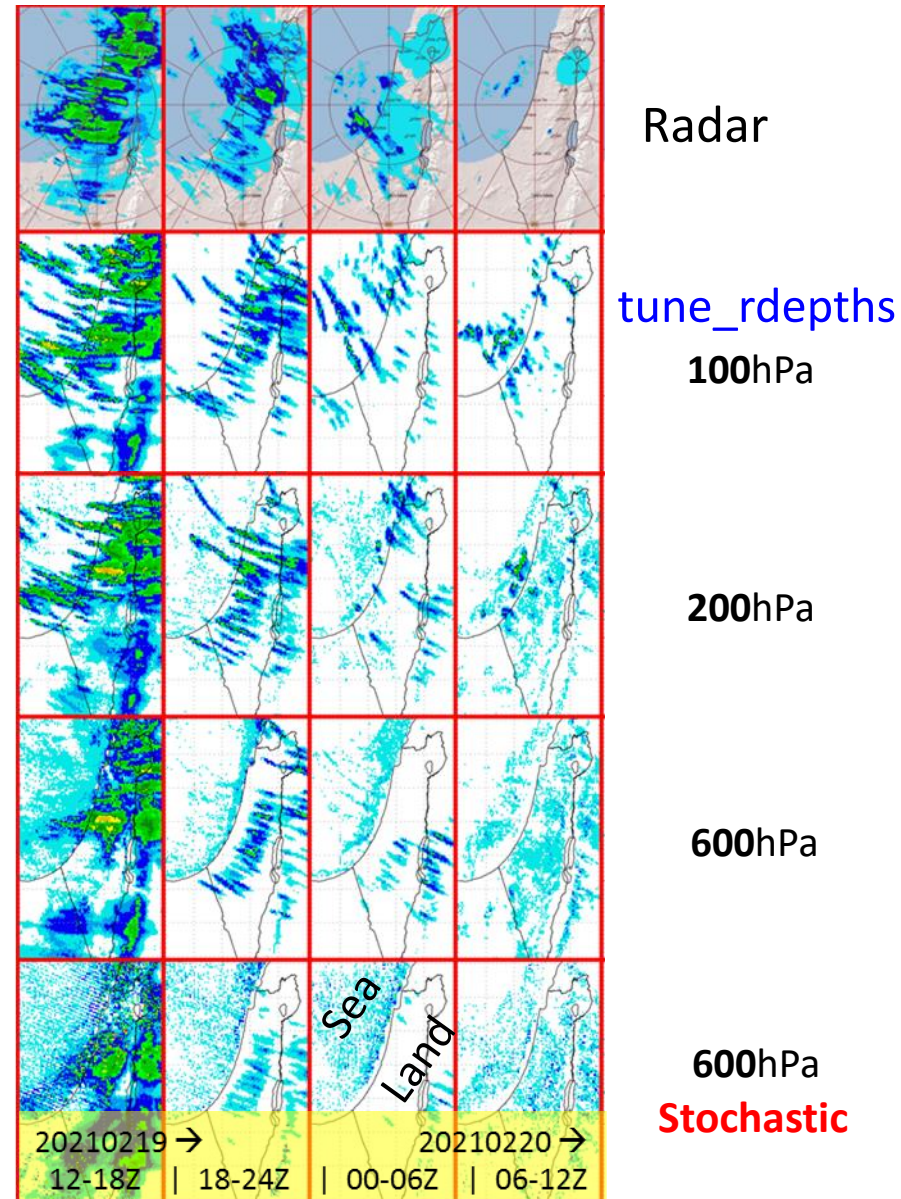 Radar
tune_rdepths
100hPa
200hPa
600hPa
Sea
Land
600hPa
Stochastic
20210219 → 20210220 →
12-18Z | 18-24Z | 00-06Z | 06-12Z